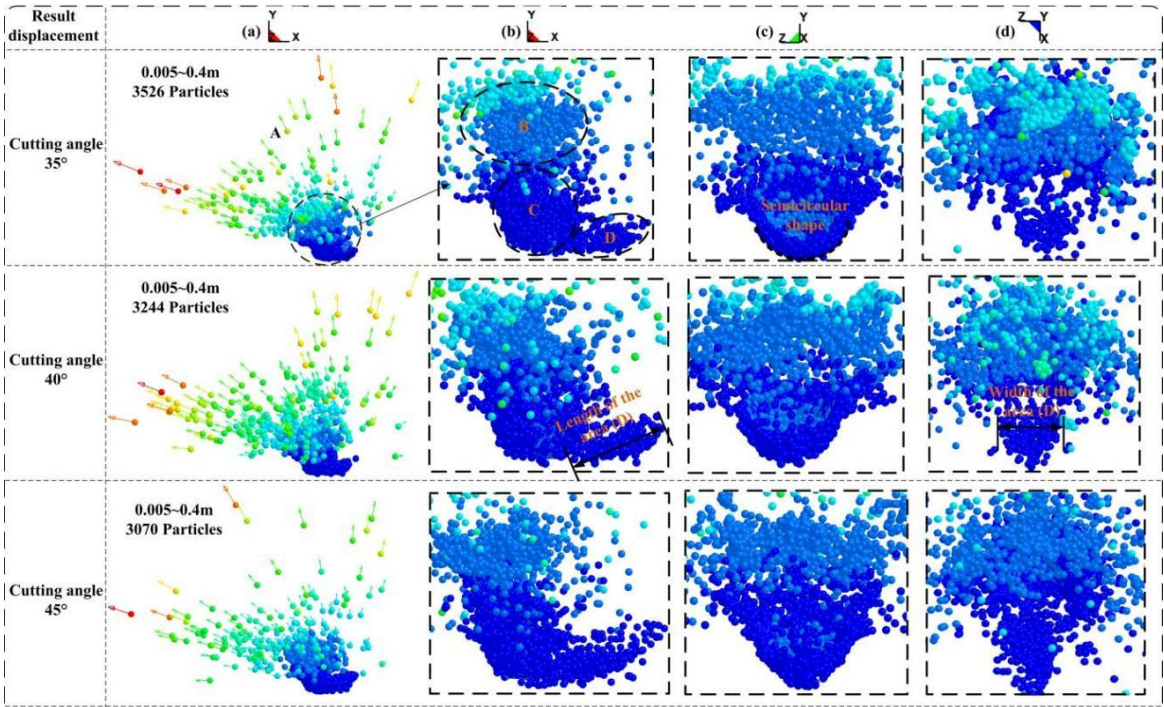 Result
displacement
(a) Y X
(b) Y X
(c) Y Z X
(d) Z Y X
0.005~0.4m
3526 Particles
Cutting angle
35°
A
B
C
D
Semicircular
shape
0.005~0.4m
3244 Particles
Cutting angle
40°
Length of the
area (D)
Width of the
area (D)
0.005~0.4m
3070 Particles
Cutting angle
45°